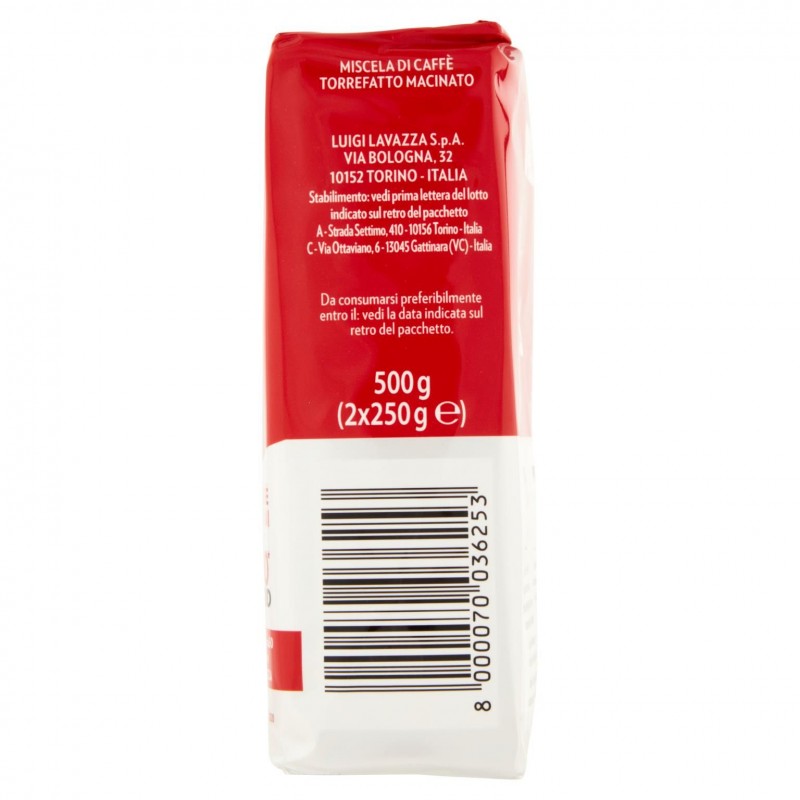 MISCELA DI CAFFÈ
TORREFATTO MACINATO
LUIGI LAVAZZA S.p.A.
VIA BOLOGNA, 32
10152 TORINO - ITALIA
Stabilimento: vedi prima lettera del lotto
indicato sul retro del pacchetto
A - Strada Settimo, 410 - 10156 Torino - Italia
C - Via Ottaviano, 6 - 13045 Gattinara (VC) - Italia
Da consumarsi preferibilmente
entro il: vedi la data indicata sul
retro del pacchetto.
500 g
(2x250 g ℮)
8 000070 036253